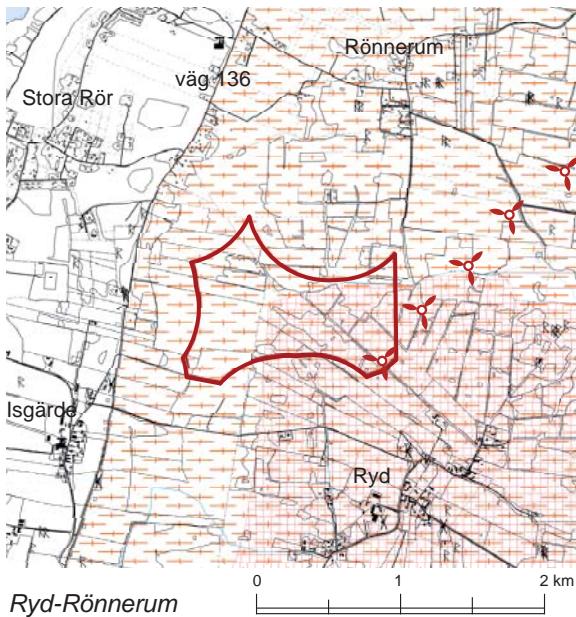 Rönnerum
väg 136
Stora Rör
Isgärde
Ryd
0 1 2 km
Ryd-Rönnerum